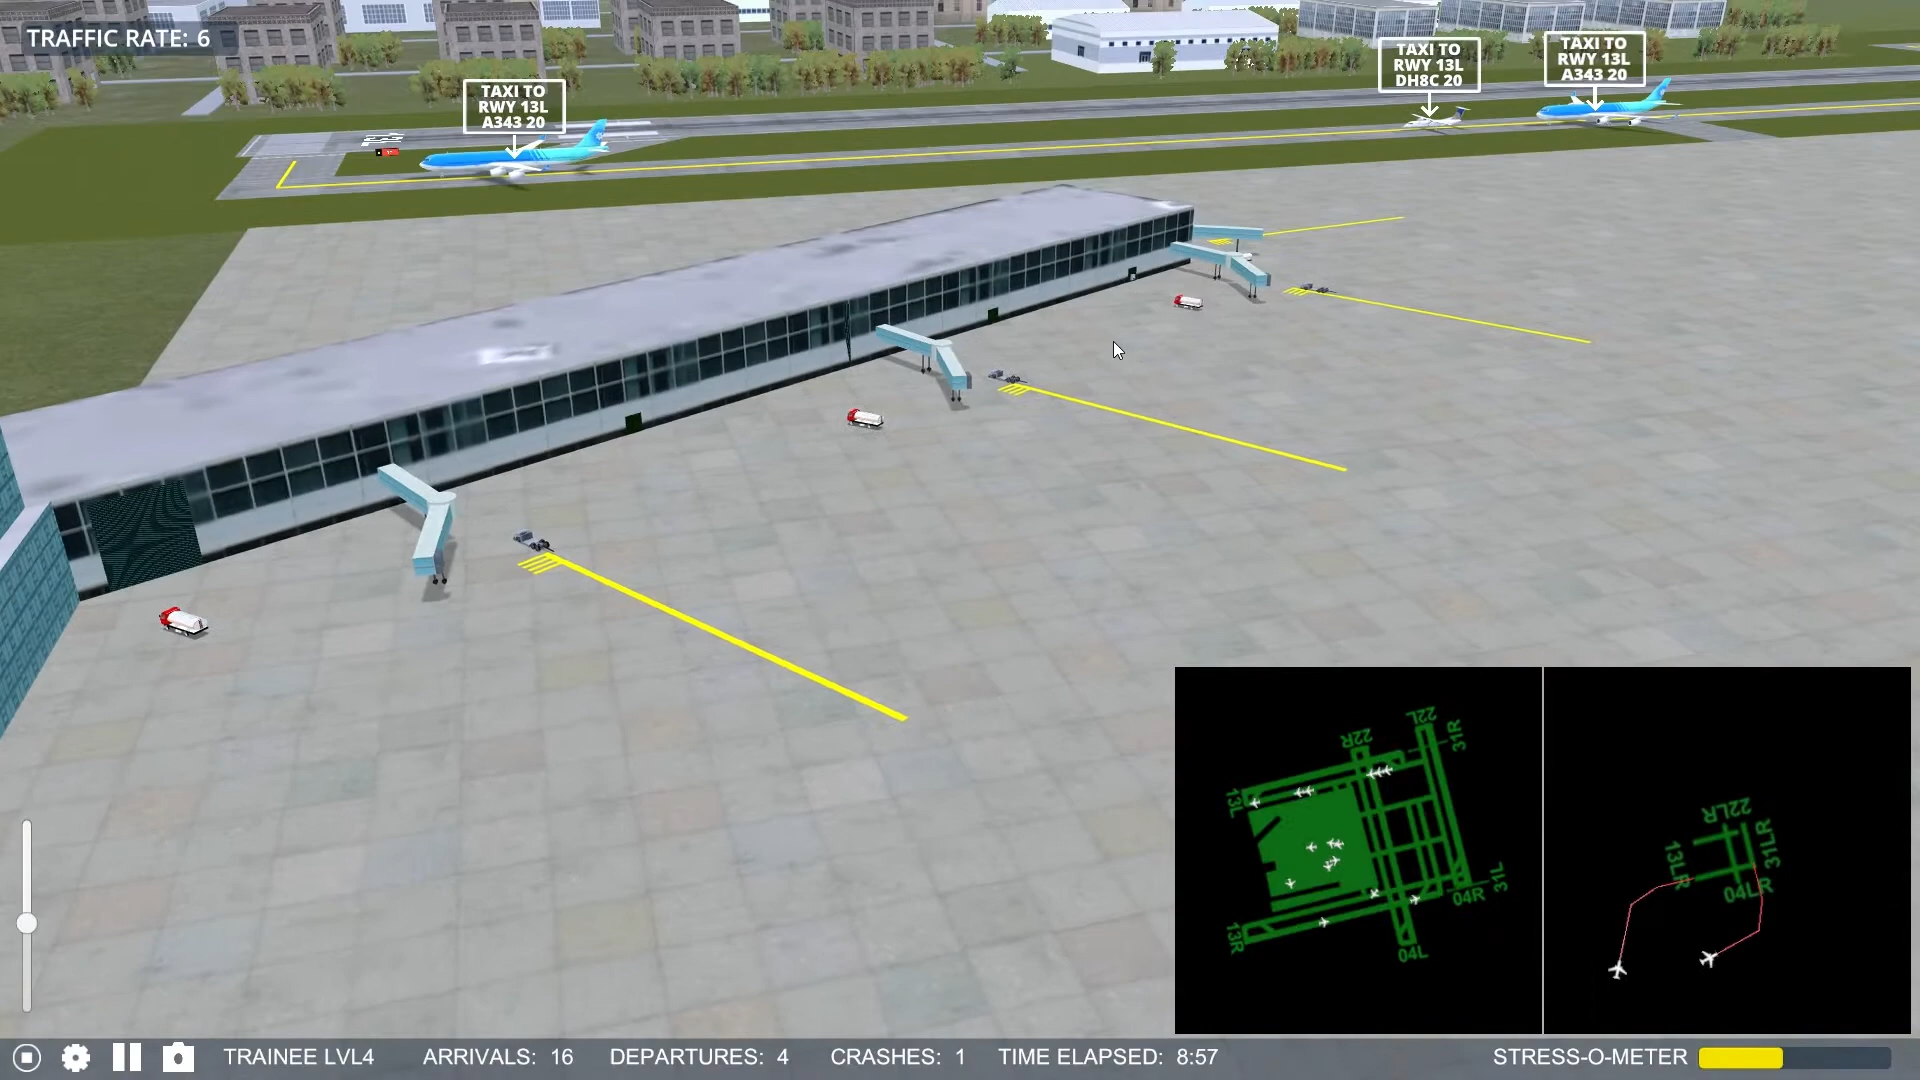 TRAFFIC RATE: 6
TAXI TO
RWY 13L
A343 20
TAXI TO
RWY 13L
DH8C 20
TAXI TO
RWY 13L
A343 20
22L
22R
31R
13L
31L
04R
13R
04L
22LR
13LR
31LR
04LR
TRAINEE LVL4
ARRIVALS: 16
DEPARTURES: 4
CRASHES: 1
TIME ELAPSED: 8:57
STRESS-O-METER